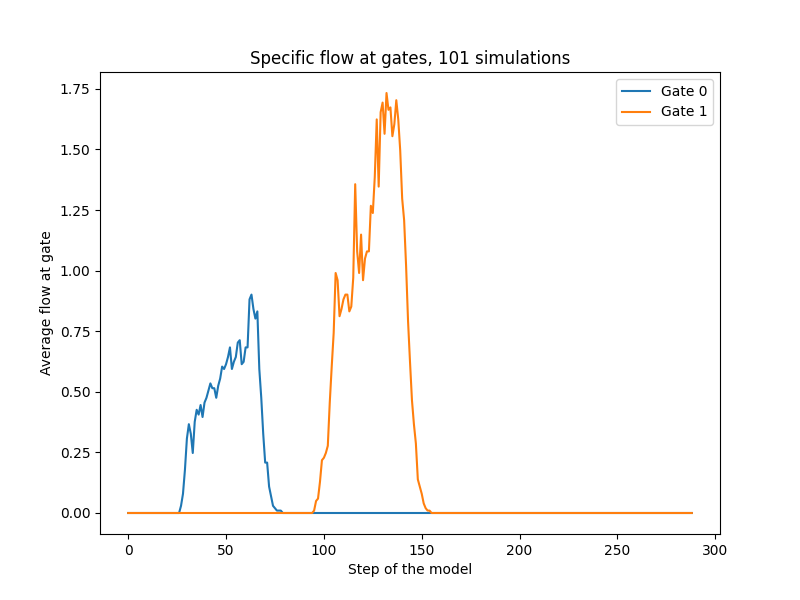 Specific flow at gates, 101 simulations
Gate 0
Gate 1
Average flow at gate
1.75
1.50
1.25
1.00
0.75
0.50
0.25
0.00
0 50 100 150 200 250 300
Step of the model